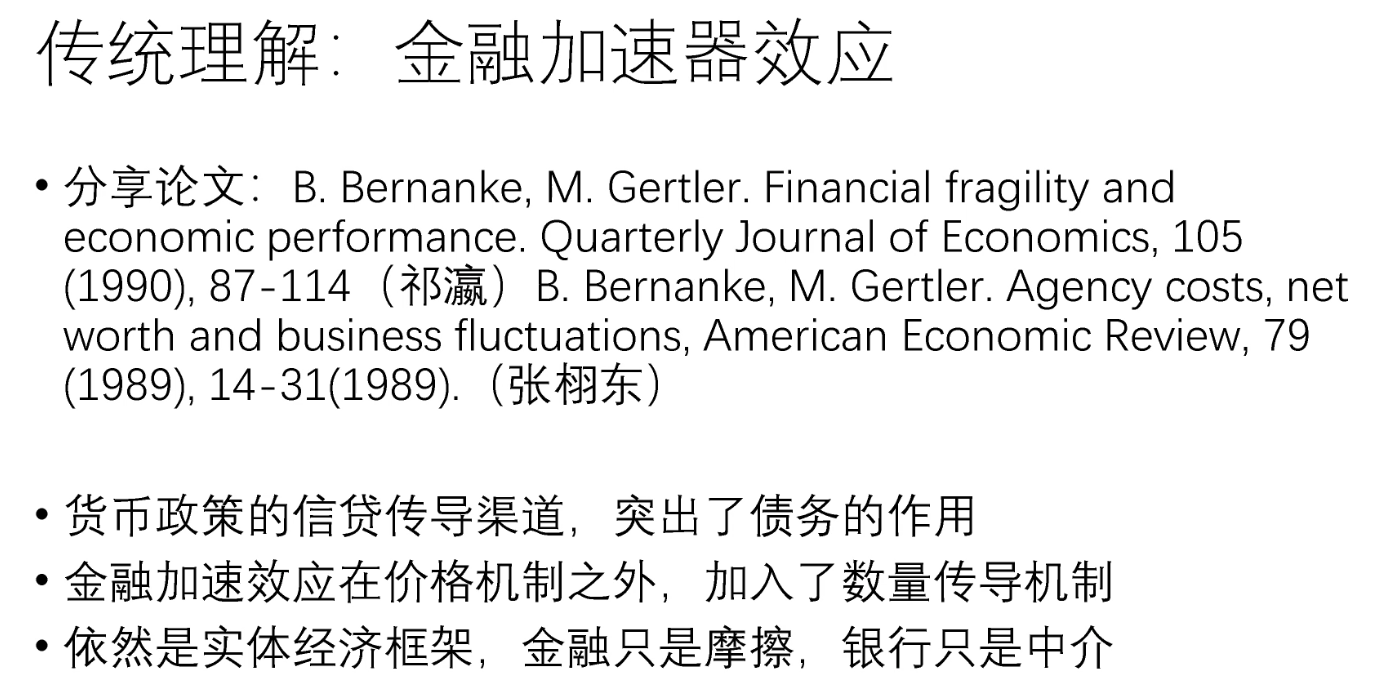 传统理解：金融加速器效应
• 分享论文：B. Bernanke, M. Gertler. Financial fragility and
economic performance. Quarterly Journal of Economics, 105
(1990), 87-114（祁瀛）B. Bernanke, M. Gertler. Agency costs, net
worth and business fluctuations, American Economic Review, 79
(1989), 14-31(1989).（张栩东）
• 货币政策的信贷传导渠道，突出了债务的作用
• 金融加速效应在价格机制之外，加入了数量传导机制
• 依然是实体经济框架，金融只是摩擦，银行只是中介